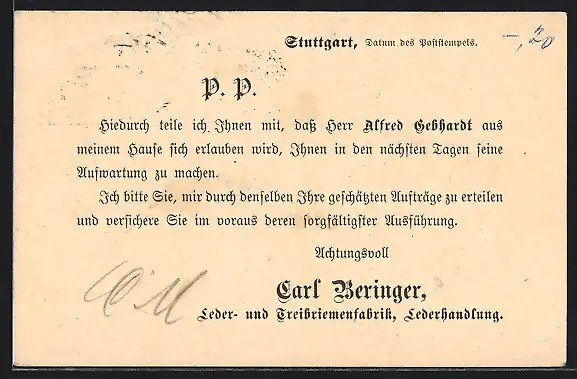 Stuttgart, Datum des Poststempels.
-,20
P. P.
Hiedurch teile ich Ihnen mit, daß Herr Alfred Gebhardt aus
meinem Hause sich erlauben wird, Ihnen in den nächsten Tagen seine
Aufwartung zu machen.
Ich bitte Sie, mir durch denselben Ihre geschätzten Aufträge zu erteilen
und versichere Sie im voraus deren sorgfältigster Ausführung.
Achtungsvoll
Carl Beringer,
Leder- und Treibriemenfabrik, Lederhandlung.